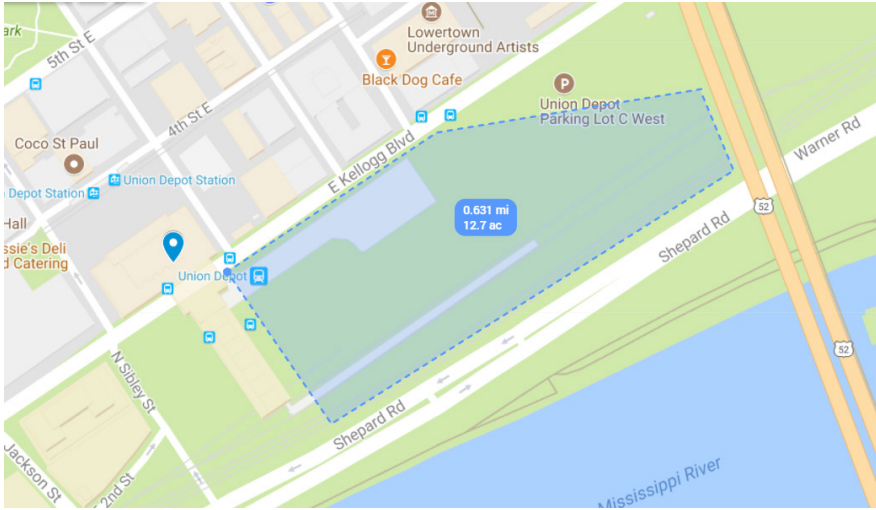 ark
5th St E
Lowertown
Underground Artists
Black Dog Cafe
4th St E
Union Depot
Parking Lot C West
Coco St Paul
E Kellogg Blvd
Warner Rd
Union Depot Station
Depot Station
0.631 mi
12.7 ac
52
Hall
Shepard Rd
ssie's Deli
d Catering
Union Depot
52
N Sibley St
Shepard Rd
Jackson St
2nd St
Mississippi River